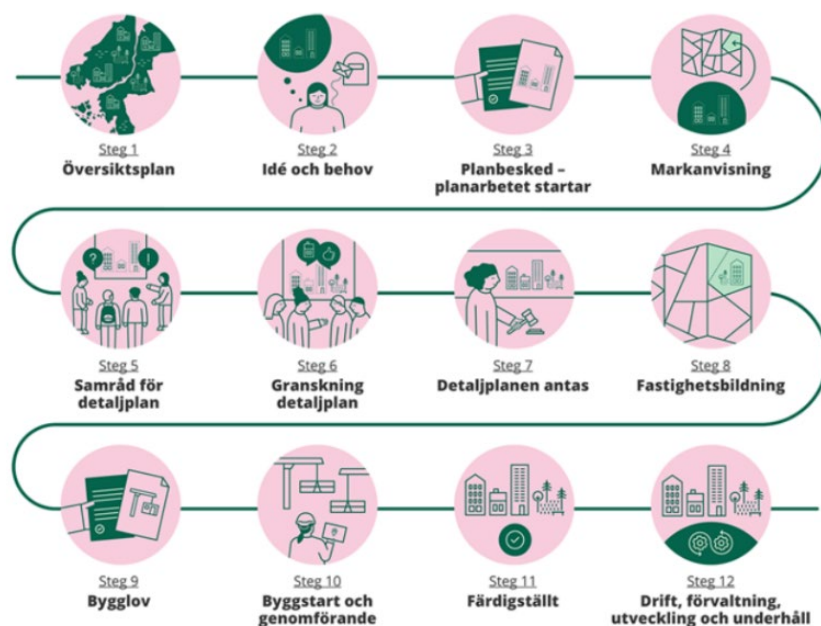 Steg 1
Översiktsplan
Steg 2
Idé och behov
Steg 3
Planbesked –
planarbetet startar
Steg 4
Markanvisning
Steg 5
Samråd för
detaljplan
Steg 6
Granskning
detaljplan
Steg 7
Detaljplanen antas
Steg 8
Fastighetsbildning
Steg 9
Bygglov
Steg 10
Byggstart och
genomförande
Steg 11
Färdigställt
Steg 12
Drift, förvaltning,
utveckling och underhåll